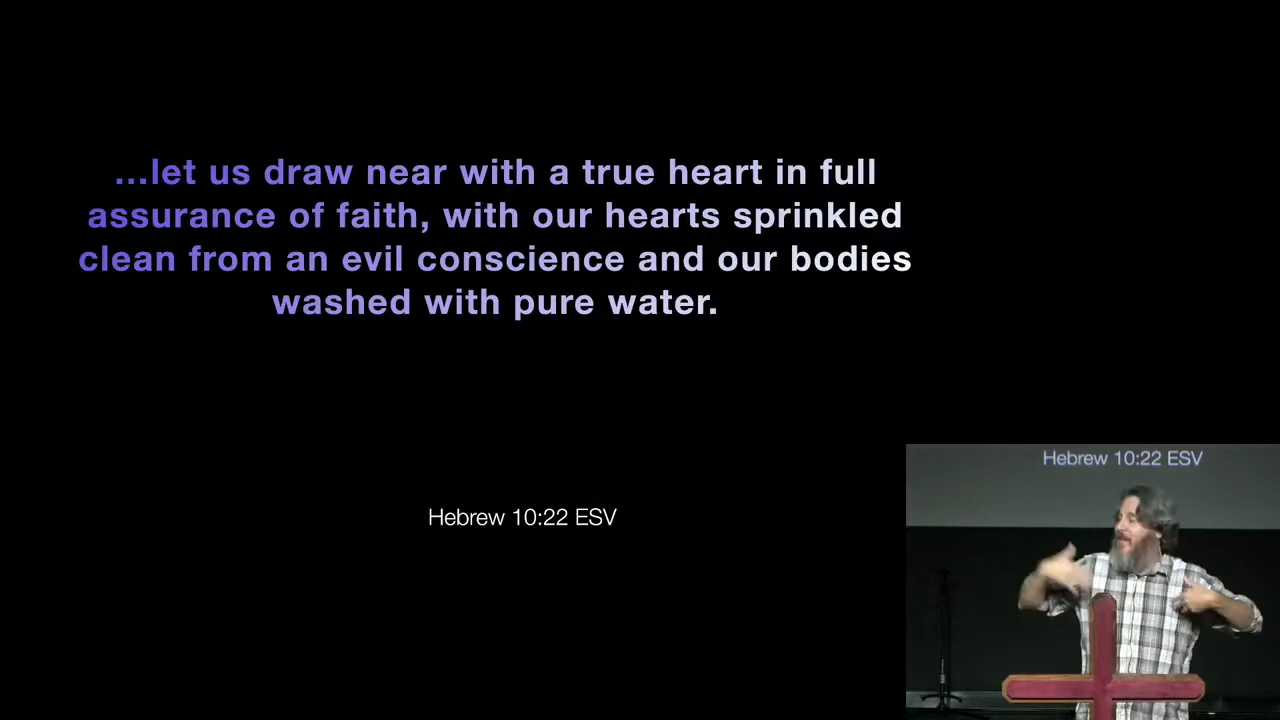 ...let us draw near with a true heart in full
assurance of faith, with our hearts sprinkled
clean from an evil conscience and our bodies
washed with pure water.
Hebrew 10:22 ESV
Hebrew 10:22 ESV